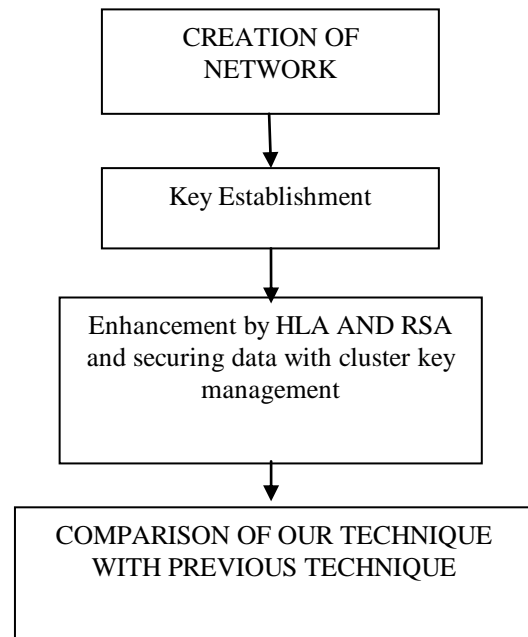 CREATION OF
NETWORK
Key Establishment
Enhancement by HLA AND RSA
and securing data with cluster key
management
COMPARISON OF OUR TECHNIQUE
WITH PREVIOUS TECHNIQUE